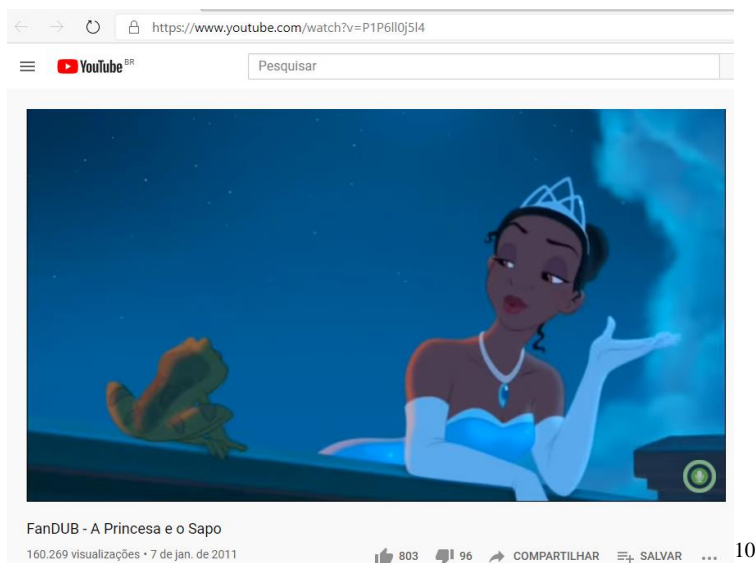 https://www.youtube.com/watch?v=P1P6ll0j5l4
YouTube BR
Pesquisar
FanDUB - A Princesa e o Sapo
160.269 visualizações • 7 de jan. de 2011
803 96 COMPARTILHAR SALVAR ...
10